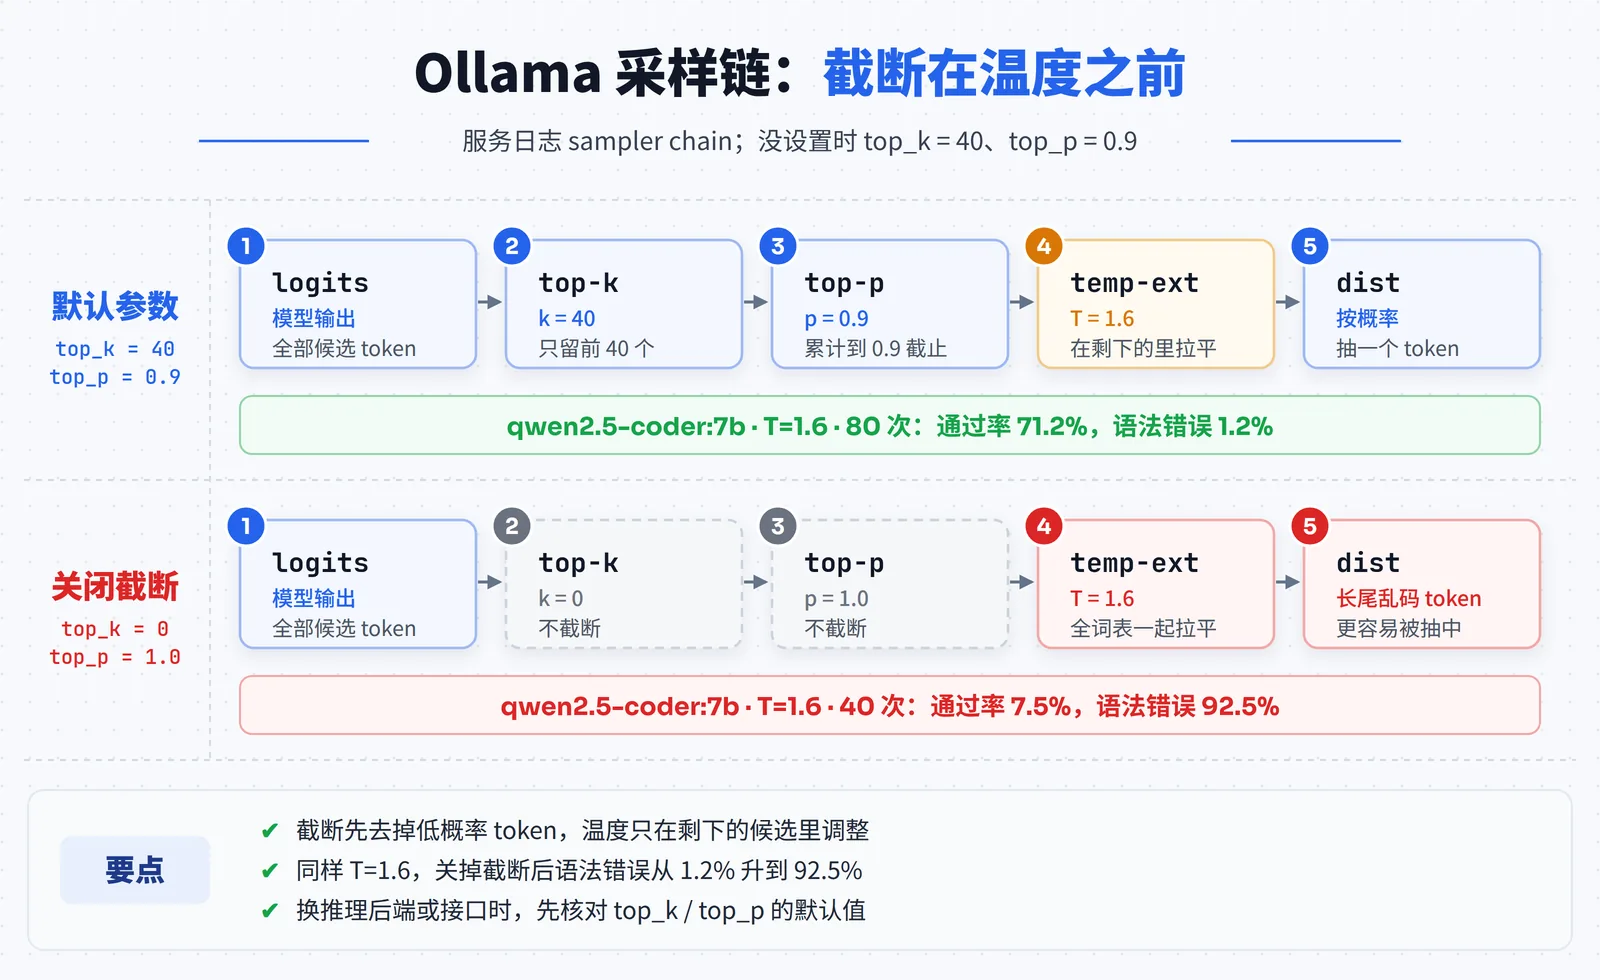 Ollama 采样链：截断在温度之前
服务日志 sampler chain；没设置时 top_k = 40、top_p = 0.9
默认参数
top_k = 40
top_p = 0.9
1
logits
模型输出
全部候选 token
2
top-k
k = 40
只留前 40 个
3
top-p
p = 0.9
累计到 0.9 截止
4
temp-ext
T = 1.6
在剩下的里拉平
5
dist
按概率
抽一个 token
qwen2.5-coder:7b · T=1.6 · 80 次：通过率 71.2%，语法错误 1.2%
关闭截断
top_k = 0
top_p = 1.0
1
logits
模型输出
全部候选 token
2
top-k
k = 0
不截断
3
top-p
p = 1.0
不截断
4
temp-ext
T = 1.6
全词表一起拉平
5
dist
长尾乱码 token
更容易被抽中
qwen2.5-coder:7b · T=1.6 · 40 次：通过率 7.5%，语法错误 92.5%
要点
✔ 截断先去掉低概率 token，温度只在剩下的候选里调整
✔ 同样 T=1.6，关掉截断后语法错误从 1.2% 升到 92.5%
✔ 换推理后端或接口时，先核对 top_k / top_p 的默认值